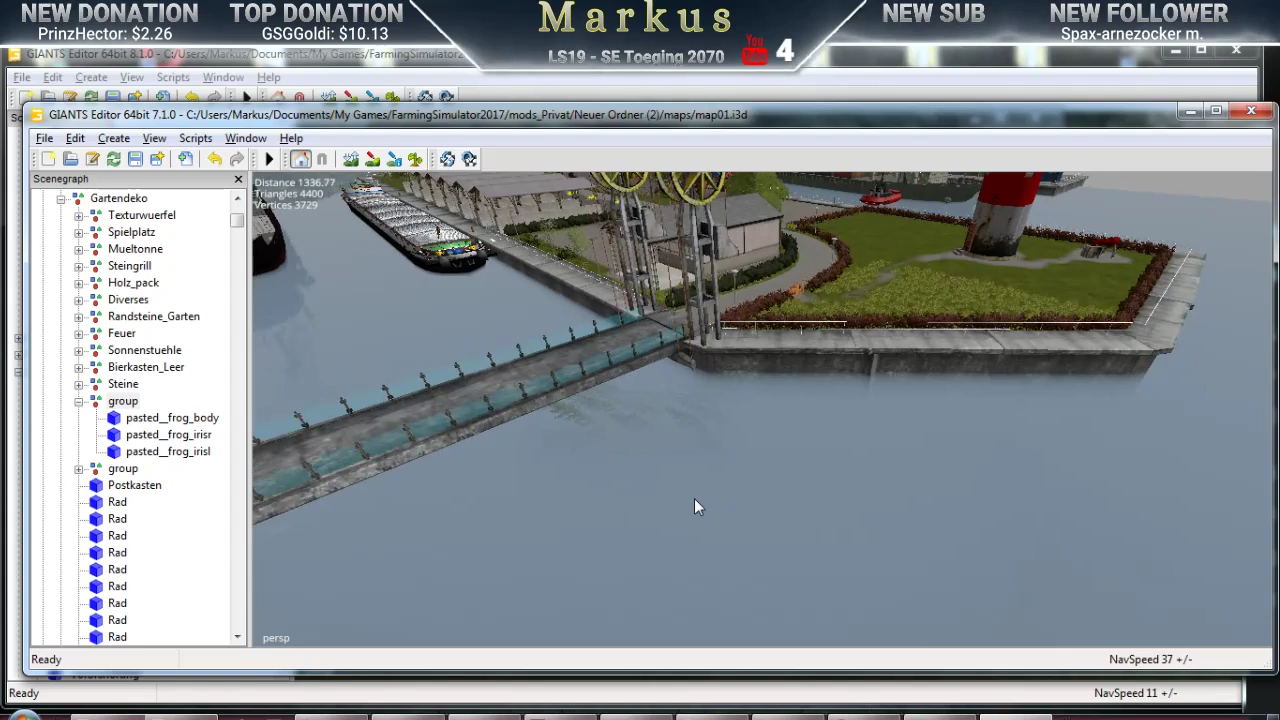 NEW DONATION
PrinzHector: $2.26
TOP DONATION
GSGGoldi: $10.13
Markus
LS19 - SE Toeging 2070
You
4
NEW SUB
NEW FOLLOWER
Spax-arnezocker m.
GIANTS Editor 64bit 8.1.0 - C:/Users/Markus/Documents/My Games/FarmingSimulator2
File Edit Create View Scripts Window Help
GIANTS Editor 64bit 7.1.0 - C:/Users/Markus/Documents/My Games/FarmingSimulator2017/mods_Privat/Neuer Ordner (2)/maps/map01.i3d
File Edit Create View Scripts Window Help
Scenegraph
Distance 1336.77
Triangles 4400
Vertices 3729
Gartendeko
Texturwuerfel
Spielplatz
Mueltonne
Steingrill
Holz_pack
Diverses
Randsteine_Garten
Feuer
Sonnenstuehle
Bierkasten_Leer
Steine
group
pasted__frog_body
pasted__frog_irisr
pasted__frog_irisl
group
Postkasten
Rad
Rad
Rad
Rad
Rad
Rad
Rad
Rad
Rad
persp
Ready
NavSpeed 37 +/-
Ready
NavSpeed 11 +/-